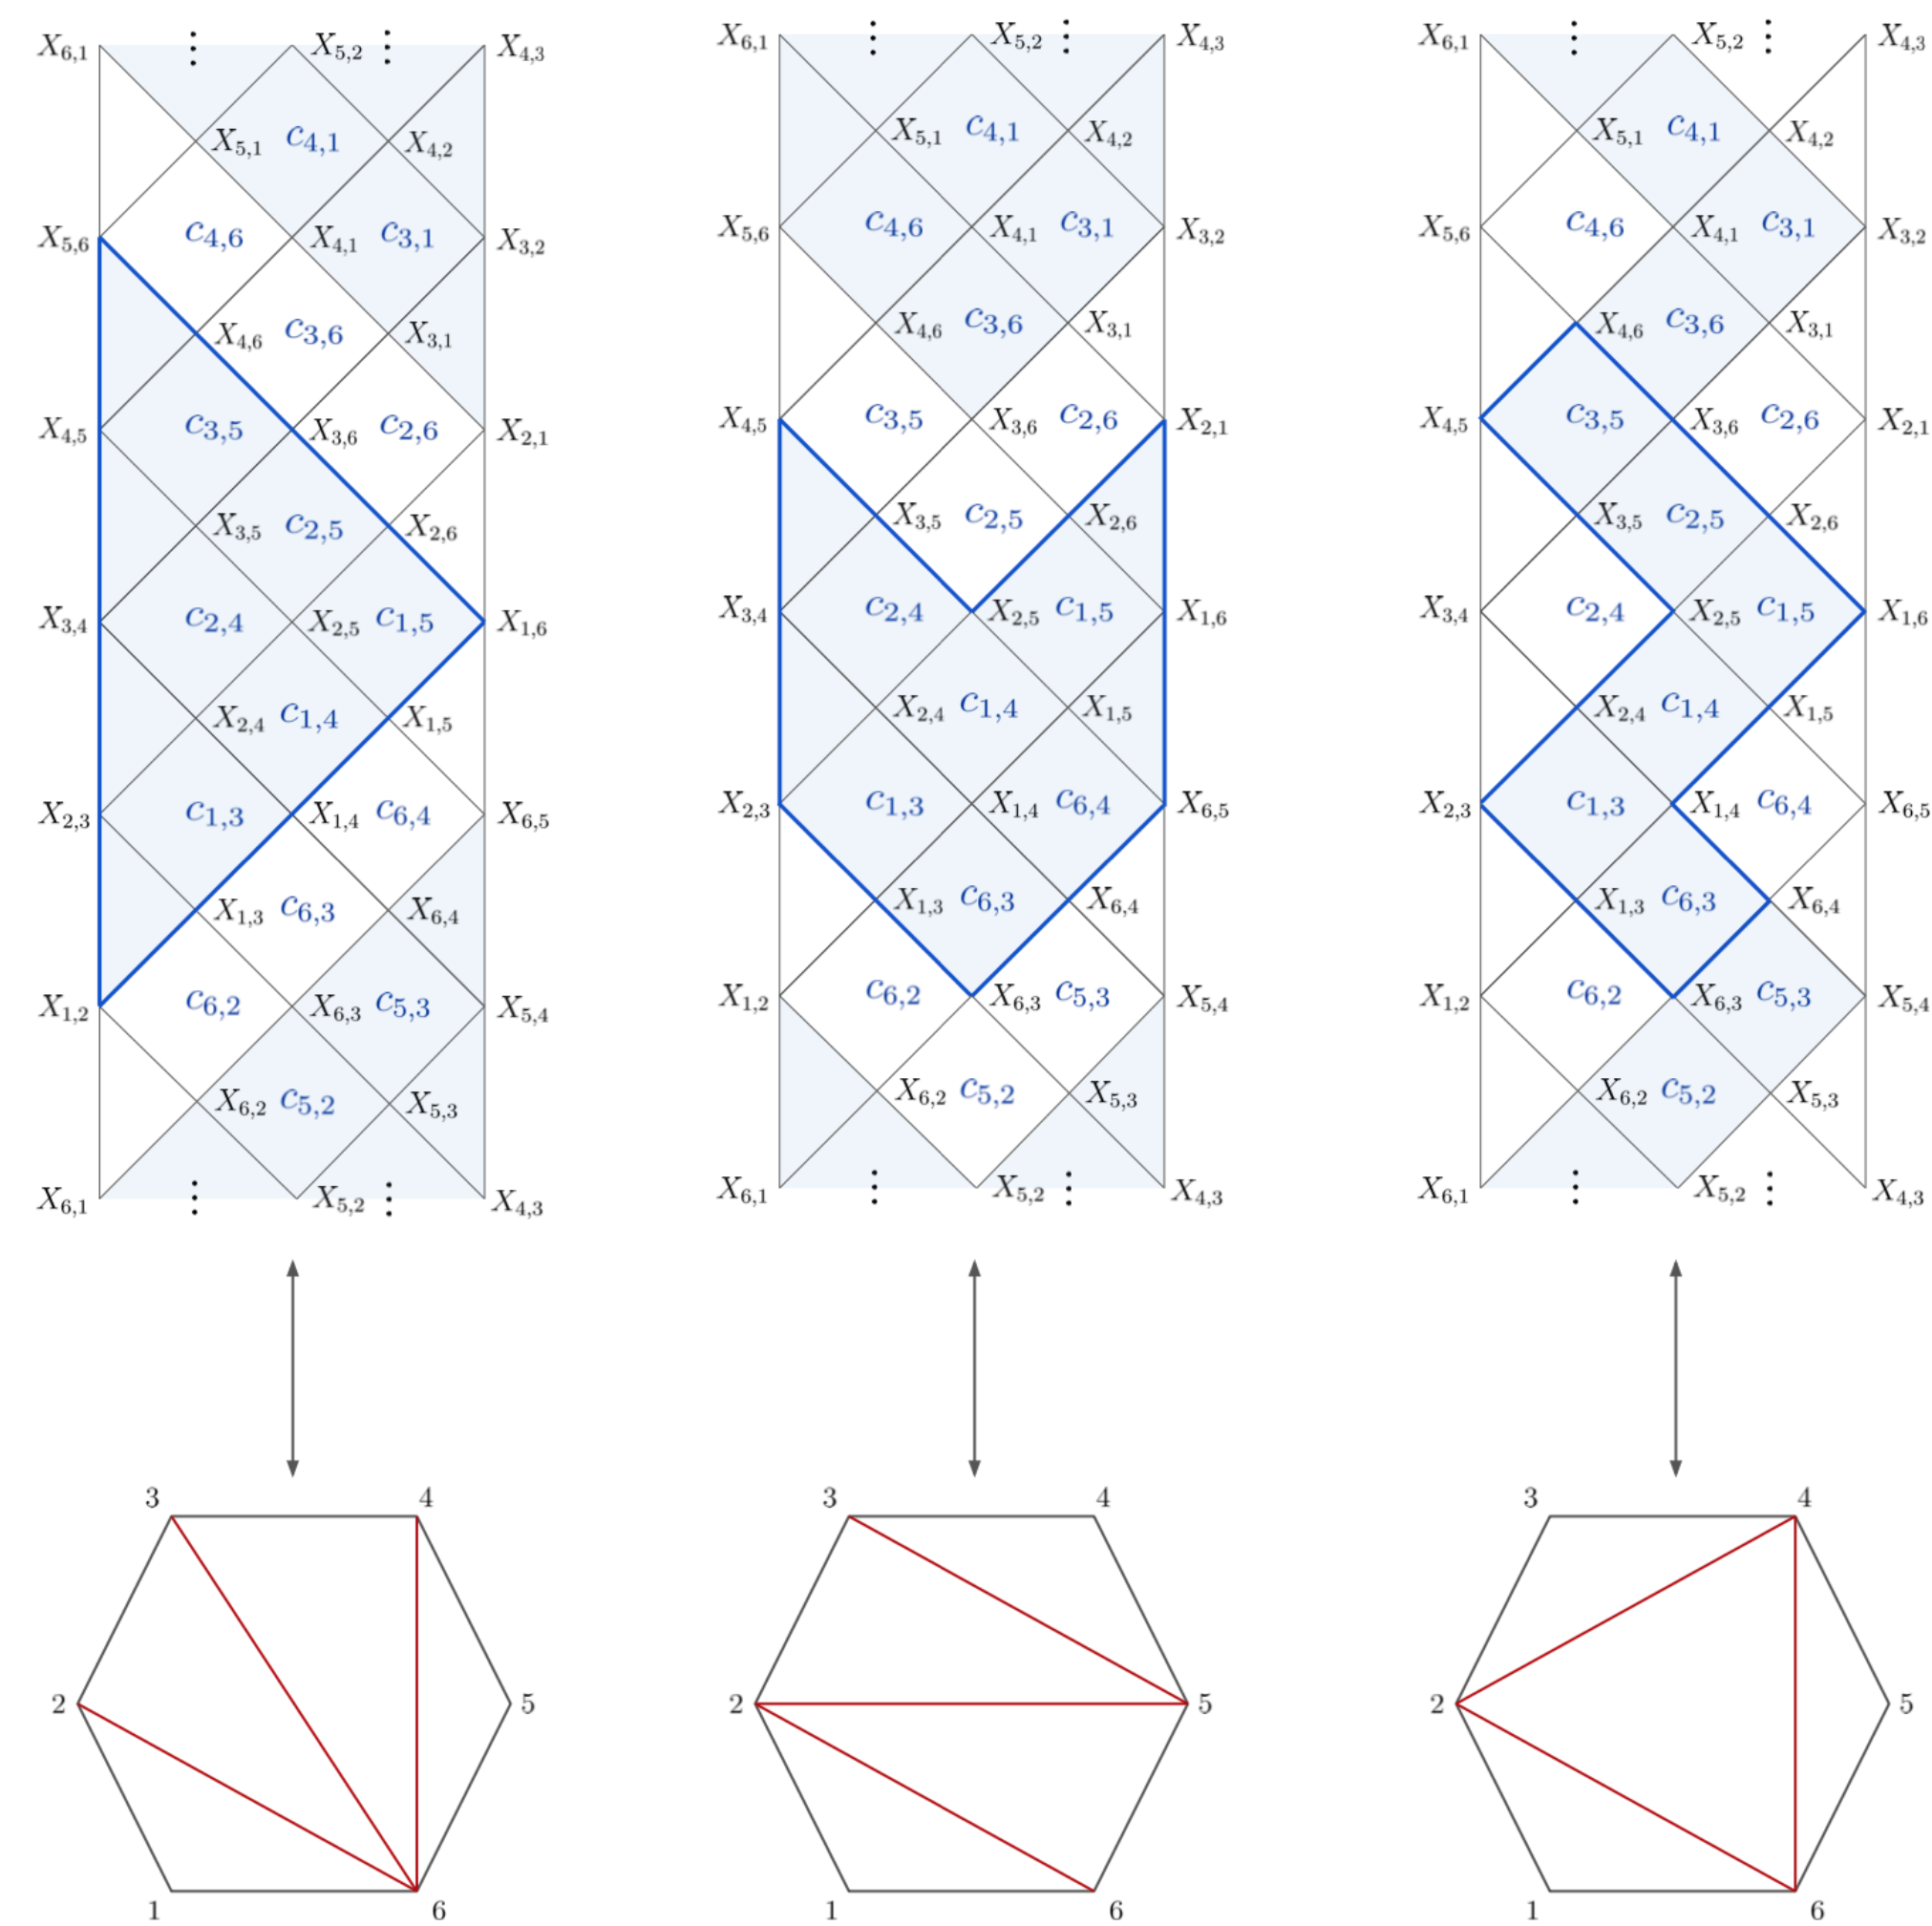 X6,1 ⋮ X5,2 ⋮ X4,3
X5,1 c4,1 X4,2
X5,6 c4,6 X4,1 c3,1 X3,2
X4,6 c3,6 X3,1
X4,5 c3,5 X3,6 c2,6 X2,1
X3,5 c2,5 X2,6
X3,4 c2,4 X2,5 c1,5 X1,6
X2,4 c1,4 X1,5
X2,3 c1,3 X1,4 c6,4 X6,5
X1,3 c6,3 X6,4
X1,2 c6,2 X6,3 c5,3 X5,4
X6,2 c5,2 X5,3
X6,1 ⋮ X5,2 ⋮ X4,3
3 4
2 5
1 6
X6,1 ⋮ X5,2 ⋮ X4,3
X5,1 c4,1 X4,2
X5,6 c4,6 X4,1 c3,1 X3,2
X4,6 c3,6 X3,1
X4,5 c3,5 X3,6 c2,6 X2,1
X3,5 c2,5 X2,6
X3,4 c2,4 X2,5 c1,5 X1,6
X2,4 c1,4 X1,5
X2,3 c1,3 X1,4 c6,4 X6,5
X1,3 c6,3 X6,4
X1,2 c6,2 X6,3 c5,3 X5,4
X6,2 c5,2 X5,3
X6,1 ⋮ X5,2 ⋮ X4,3
3 4
2 5
1 6
X6,1 ⋮ X5,2 ⋮ X4,3
X5,1 c4,1 X4,2
X5,6 c4,6 X4,1 c3,1 X3,2
X4,6 c3,6 X3,1
X4,5 c3,5 X3,6 c2,6 X2,1
X3,5 c2,5 X2,6
X3,4 c2,4 X2,5 c1,5 X1,6
X2,4 c1,4 X1,5
X2,3 c1,3 X1,4 c6,4 X6,5
X1,3 c6,3 X6,4
X1,2 c6,2 X6,3 c5,3 X5,4
X6,2 c5,2 X5,3
X6,1 ⋮ X5,2 ⋮ X4,3
3 4
2 5
1 6